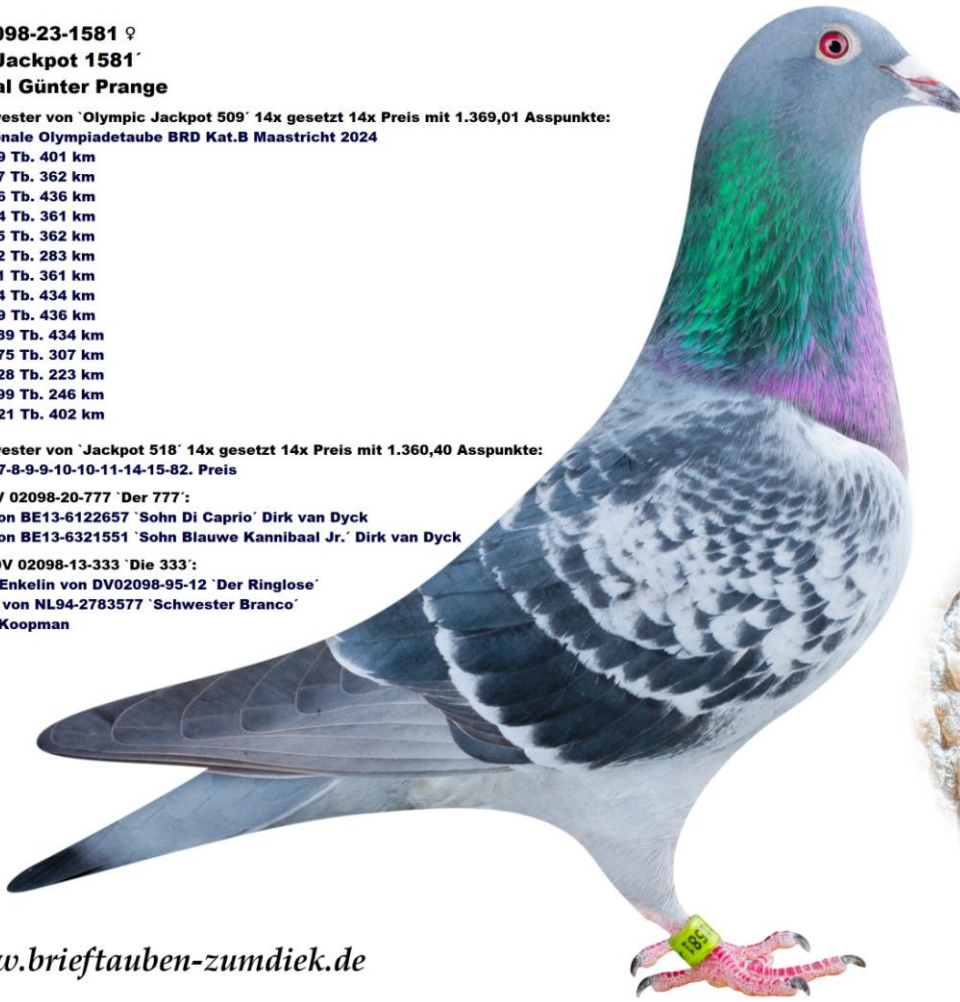 098-23-1581 ♀
Jackpot 1581´
al Günter Prange
ester von `Olympic Jackpot 509´ 14x gesetzt 14x Preis mit 1.369,01 Asspunkte:
onale Olympiadetaube BRD Kat.B Maastricht 2024
9 Tb. 401 km
7 Tb. 362 km
6 Tb. 436 km
4 Tb. 361 km
5 Tb. 362 km
2 Tb. 283 km
1 Tb. 361 km
4 Tb. 434 km
9 Tb. 436 km
39 Tb. 434 km
75 Tb. 307 km
28 Tb. 223 km
99 Tb. 246 km
21 Tb. 402 km
ester von `Jackpot 518´ 14x gesetzt 14x Preis mit 1.360,40 Asspunkte:
7-8-9-9-10-10-11-14-15-82. Preis
V 02098-20-777 `Der 777´:
on BE13-6122657 `Sohn Di Caprio´ Dirk van Dyck
on BE13-6321551 `Sohn Blauwe Kannibaal Jr.´ Dirk van Dyck
DV 02098-13-333 `Die 333´:
Enkelin von DV02098-95-12 `Der Ringlose´
von NL94-2783577 `Schwester Branco´
Koopman
1581
w.brieftauben-zumdiek.de